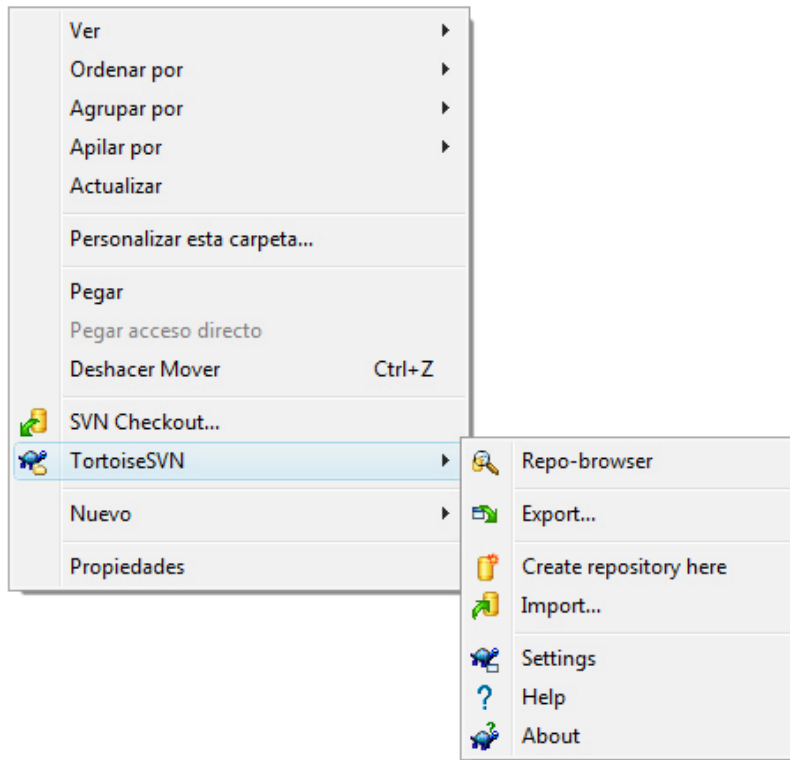 Ver
Ordenar por
Agrupar por
Apilar por
Actualizar
Personalizar esta carpeta...
Pegar
Pegar acceso directo
Deshacer Mover Ctrl+Z
SVN Checkout...
TortoiseSVN
Nuevo
Propiedades
Repo-browser
Export...
Create repository here
Import...
Settings
Help
About